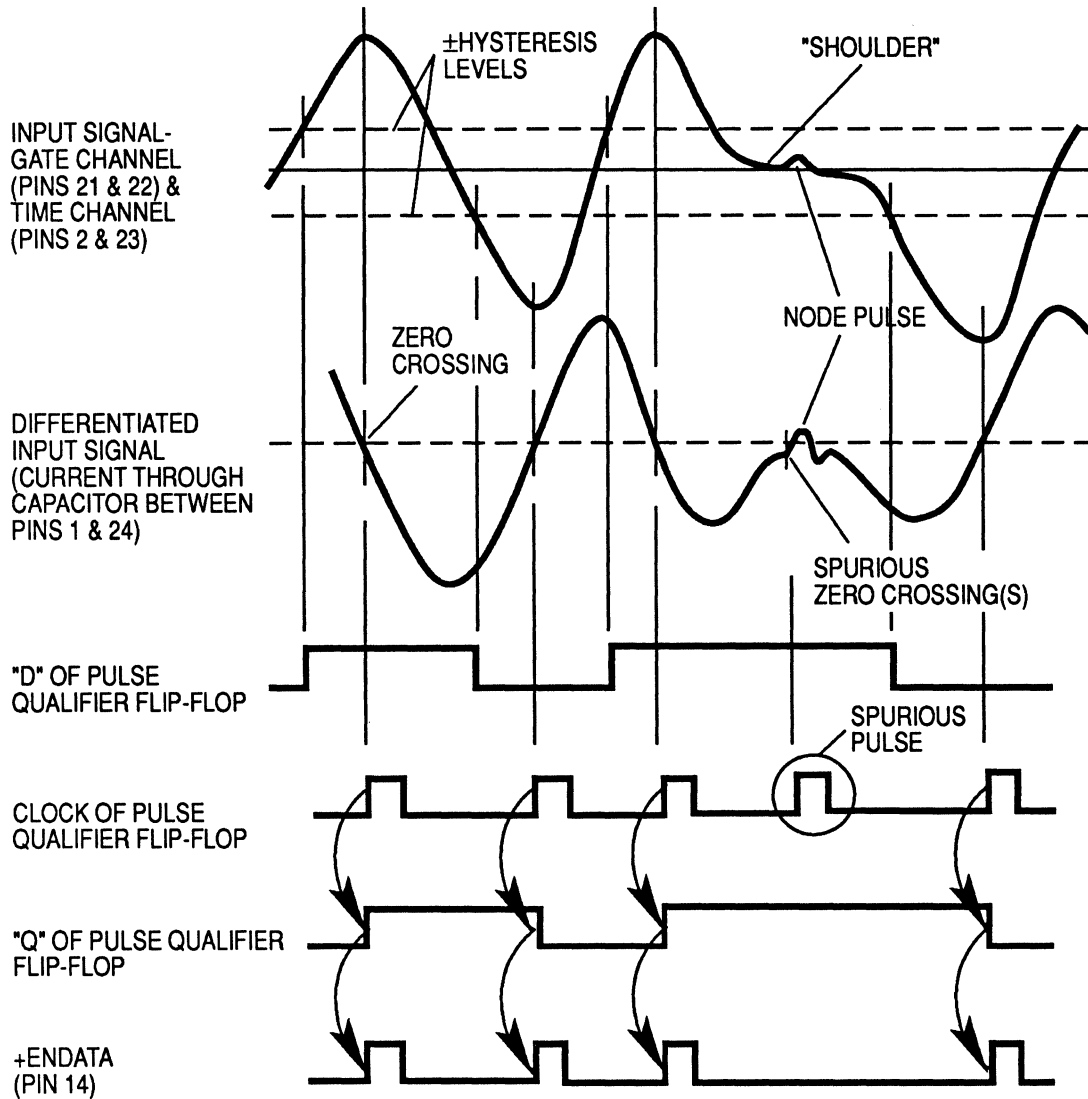 ±HYSTERESIS
LEVELS
"SHOULDER"
INPUT SIGNAL-
GATE CHANNEL
(PINS 21 & 22) &
TIME CHANNEL
(PINS 2 & 23)
NODE PULSE
ZERO
CROSSING
DIFFERENTIATED
INPUT SIGNAL
(CURRENT THROUGH
CAPACITOR BETWEEN
PINS 1 & 24)
SPURIOUS
ZERO CROSSING(S)
"D" OF PULSE
QUALIFIER FLIP-FLOP
SPURIOUS
PULSE
CLOCK OF PULSE
QUALIFIER FLIP-FLOP
"Q" OF PULSE QUALIFIER
FLIP-FLOP
+ENDATA
(PIN 14)